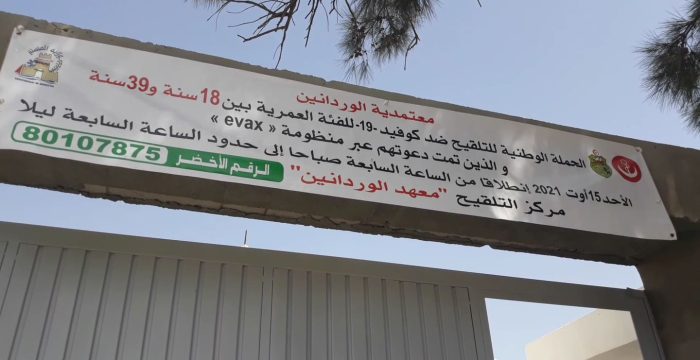 معتمدية الوردانين
الحملة الوطنية للتلقيح ضد كوفيد -19- للفئة العمرية بين 18 سنة و39 سنة
و الذين تمت دعوتهم عبر منظومة « evax »
الأحد 15 أوت 2021 انطلاقا من الساعة السابعة صباحا الى حدود الساعة السابعة ليلا
مركز التلقيح "معهد الوردانين"
الرقم الأخضر 80107875